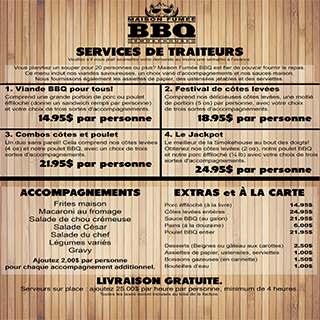 MAISON FUMÉE
BBQ
SMOKEHOUSE
SERVICES DE TRAITEURS
Veuillez s'il vous plaît soumettre votre demande au moins une semaine à l'avance
Vous planifiez un souper pour 20 personnes ou plus? Maison Fumée BBQ est fier de pouvoir fournir le repas.
Ce menu inclut nos viandes savoureuses, un choix varié d'accompagnements et nos sauces maison.
Nous fournissons également les assiettes de papier, des ustensiles jetables et des serviettes.
1. Viande BBQ pour tous!
Comprend une grande portion de porc ou poulet
effiloché (donne un sandwich rempli par personne)
et votre choix de trois sortes d'accompagnements.
14.95$ par personne
2. Festival de côtes levées
Comprend nos délicieuses côtes levées, une moitié
de portion (5 os) par personne, avec votre choix
de trois sortes d'accompagnements.
18.95$ par personne
3. Combos côtes et poulet
Un duo sans pareil! Cela comprend nos côtes levées
(4 os) et notre poulet BBQ, avec un choix de trois
sortes d'accompagnements.
21.95$ par personne
4. Le Jackpot
Le meilleur de la Smokehouse au bout des doigts!
Obtenez nos côtes levées (2 os), notre poulet BBQ
et notre porc effiloché (½ lb) avec votre choix de trois
sortes d'accompagnements.
24.95$ par personne
ACCOMPAGNEMENTS
Frites maison
Macaroni au fromage
Salade de chou crémeuse
Salade César
Salade du chef
Légumes variés
Gravy
Ajoutez 2,00$ par personne
pour chaque accompagnement additionnel.
EXTRAS et À LA CARTE
Porc effiloché (à la livre) 14.95$
Côtes levées entières 24.95$
Sauce BBQ (au galon) 21.95$
Pains (à la douzaine) 6.00$
Poulet BBQ entier 21.95$
Desserts (Beignes ou gâteau aux carottes) 2.50$
Assiettes de papier, ustensiles, serviettes 1.00$
Boissons gazeuses (en cannette) 1.50$
Bouteilles d'eau 1.00$
LIVRAISON GRATUITE.
Serveurs sur place : ajoutez 25.00$ par heure par personne, minimum de 4 heures.
Toutes les taxes seront incluses au total de la facture.